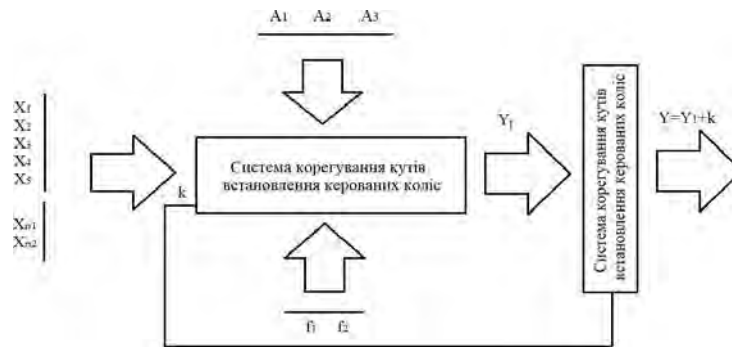 A₁ A₂ A₃
X₁
X₂
X₃
X₄
X₅
Xₙ₁
Xₙ₂
k
Система корегування кутів
встановлення керованих коліс
f₁ f₂
Y₁
Система корегування кутів
встановлення керованих коліс
Y=Y₁+k